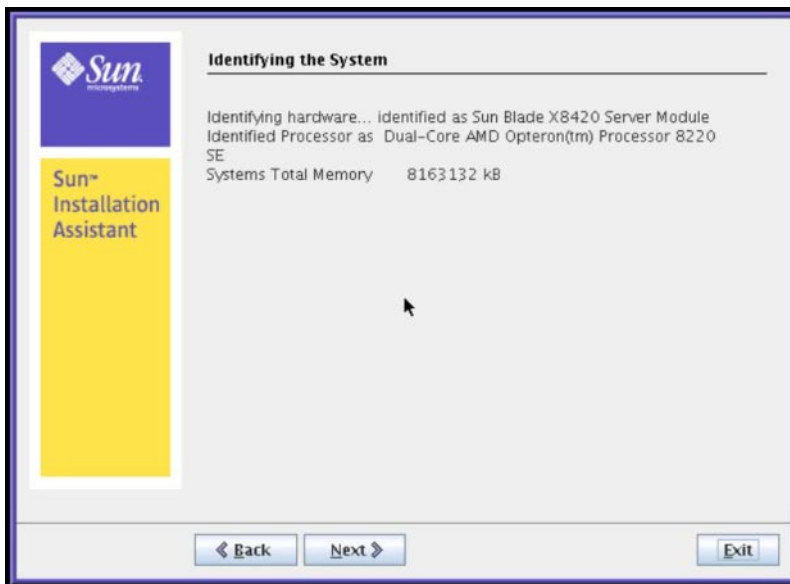 Sun
microsystems
Sun™
Installation
Assistant
Identifying the System
Identifying hardware... identified as Sun Blade X8420 Server Module
Identified Processor as Dual-Core AMD Opteron(tm) Processor 8220
SE
Systems Total Memory 8163132 kB
Back
Next
Exit